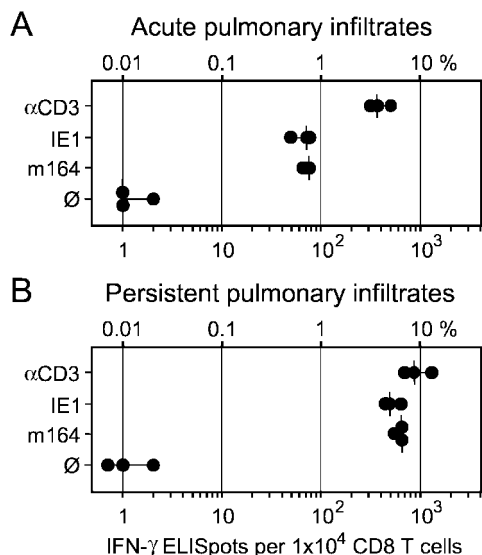 A
Acute pulmonary infiltrates
0.01 0.1 1 10 %
αCD3
IE1
m164
Ø
1 10 10² 10³
B
Persistent pulmonary infiltrates
0.01 0.1 1 10 %
αCD3
IE1
m164
Ø
1 10 10² 10³
IFN-γ ELISpots per 1x10⁴ CD8 T cells